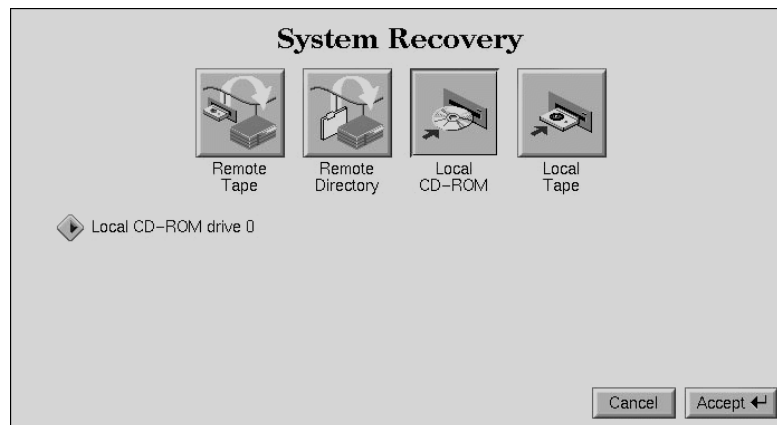 System Recovery
Remote
Tape
Remote
Directory
Local
CD-ROM
Local
Tape
Local CD-ROM drive 0
Cancel
Accept